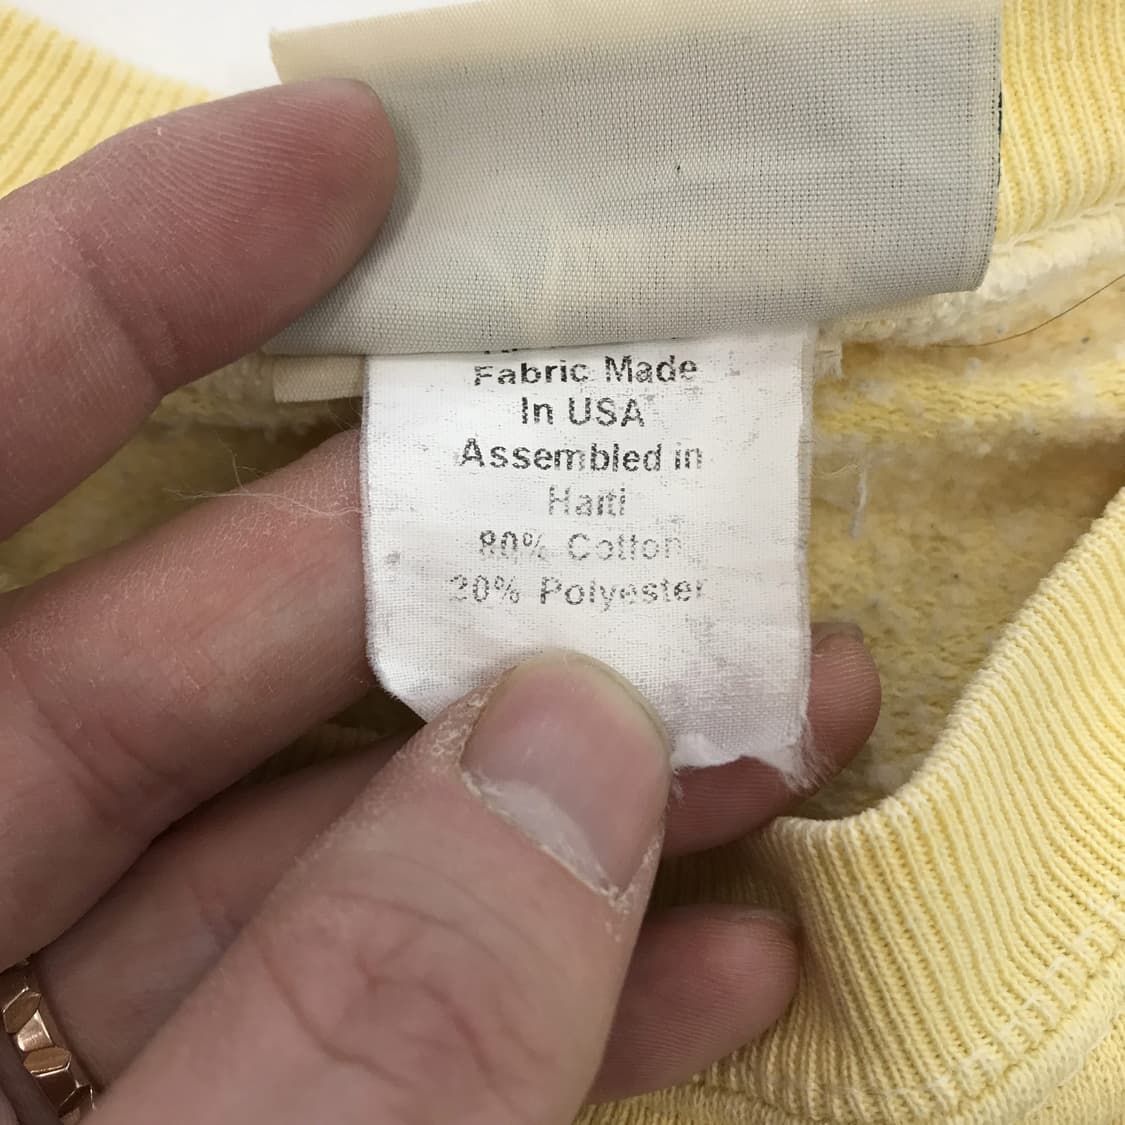 Fabric Made
In USA
Assembled in
Haiti
80% Cotton
20% Polyester